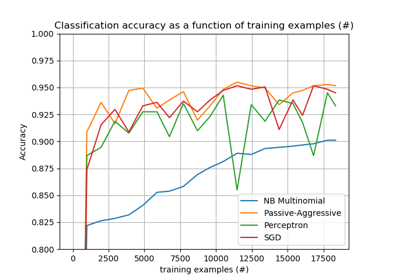 Classification accuracy as a function of training examples (#)
1.000
0.975
0.950
0.925
0.900
0.875
0.850
0.825
0.800
Accuracy
NB Multinomial
Passive-Aggressive
Perceptron
SGD
0 2500 5000 7500 10000 12500 15000 17500
training examples (#)